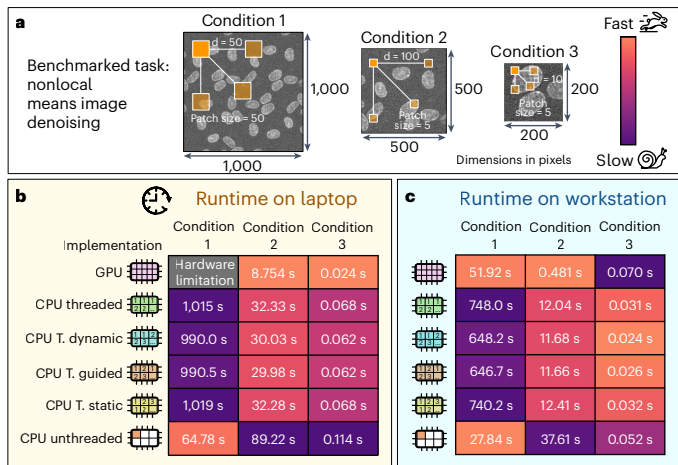 a
Benchmarked task:
nonlocal
means image
denoising
Condition 1
d = 50
Patch size = 50
1,000
1,000
Condition 2
d = 100
Patch size = 5
500
500
Condition 3
d = 10
Patch size = 5
200
200
Dimensions in pixels
Fast
Slow
b
Runtime on laptop
Implementation
Condition 1
Condition 2
Condition 3
GPU
Hardware limitation
8.754 s
0.024 s
CPU threaded
1,015 s
32.33 s
0.068 s
CPU T. dynamic
990.0 s
30.03 s
0.062 s
CPU T. guided
990.5 s
29.98 s
0.062 s
CPU T. static
1,019 s
32.28 s
0.068 s
CPU unthreaded
64.78 s
89.22 s
0.114 s
c
Runtime on workstation
Condition 1
Condition 2
Condition 3
51.92 s
0.481 s
0.070 s
748.0 s
12.04 s
0.031 s
648.2 s
11.68 s
0.024 s
646.7 s
11.66 s
0.026 s
740.2 s
12.41 s
0.032 s
27.84 s
37.61 s
0.052 s